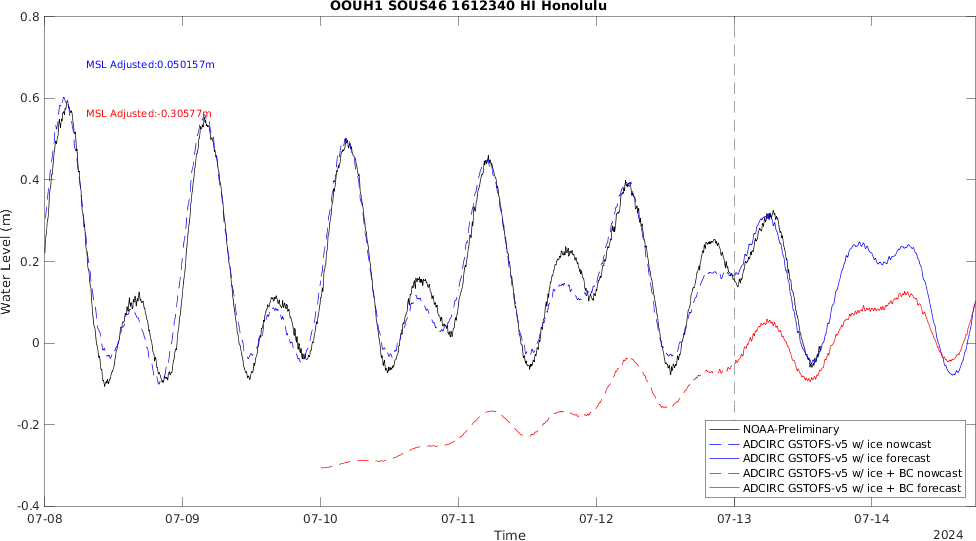 OOUH1 SOUS46 1612340 HI Honolulu
0.8
0.6
0.4
0.2
0
-0.2
-0.4
Water Level (m)
MSL Adjusted:0.050157m
MSL Adjusted:-0.30577m
NOAA-Preliminary
ADCIRC GSTOFS-v5 w/ ice nowcast
ADCIRC GSTOFS-v5 w/ ice forecast
ADCIRC GSTOFS-v5 w/ ice + BC nowcast
ADCIRC GSTOFS-v5 w/ ice + BC forecast
07-08 07-09 07-10 07-11 07-12 07-13 07-14
Time
2024